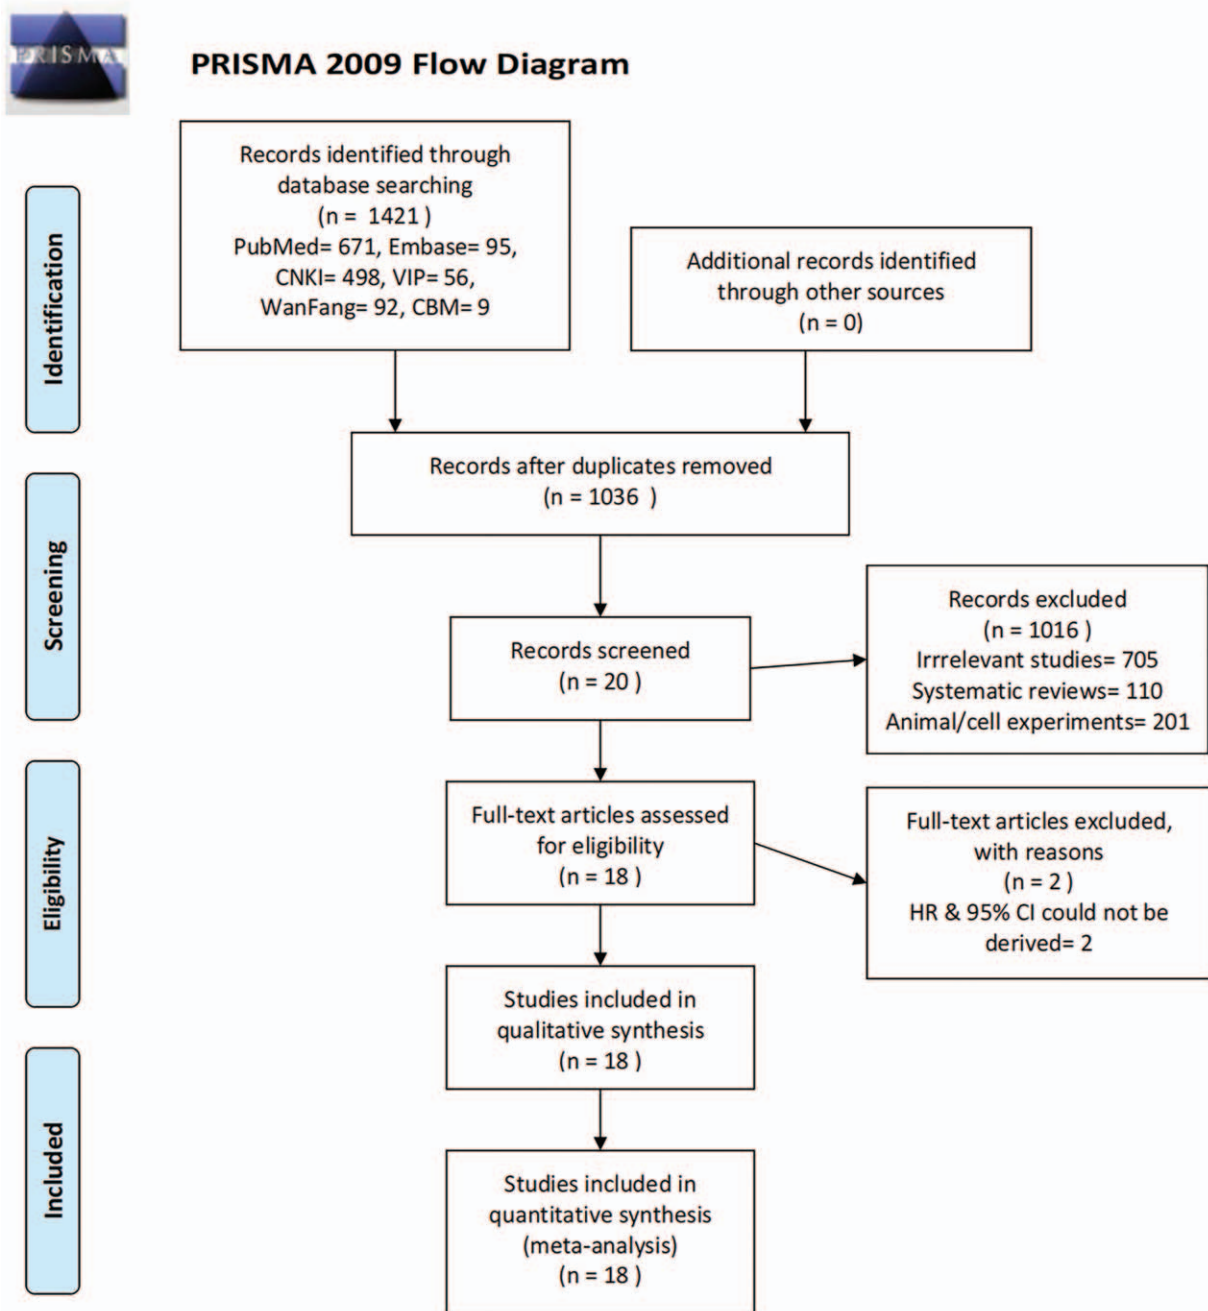 PRISMA
PRISMA 2009 Flow Diagram
Identification
Records identified through
database searching
(n = 1421 )
PubMed= 671, Embase= 95,
CNKI= 498, VIP= 56,
WanFang= 92, CBM= 9
Additional records identified
through other sources
(n = 0)
Records after duplicates removed
(n = 1036 )
Screening
Records screened
(n = 20 )
Records excluded
(n = 1016 )
Irrrelevant studies= 705
Systematic reviews= 110
Animal/cell experiments= 201
Eligibility
Full-text articles assessed
for eligibility
(n = 18 )
Full-text articles excluded,
with reasons
(n = 2 )
HR & 95% CI could not be
derived= 2
Studies included in
qualitative synthesis
(n = 18 )
Included
Studies included in
quantitative synthesis
(meta-analysis)
(n = 18 )